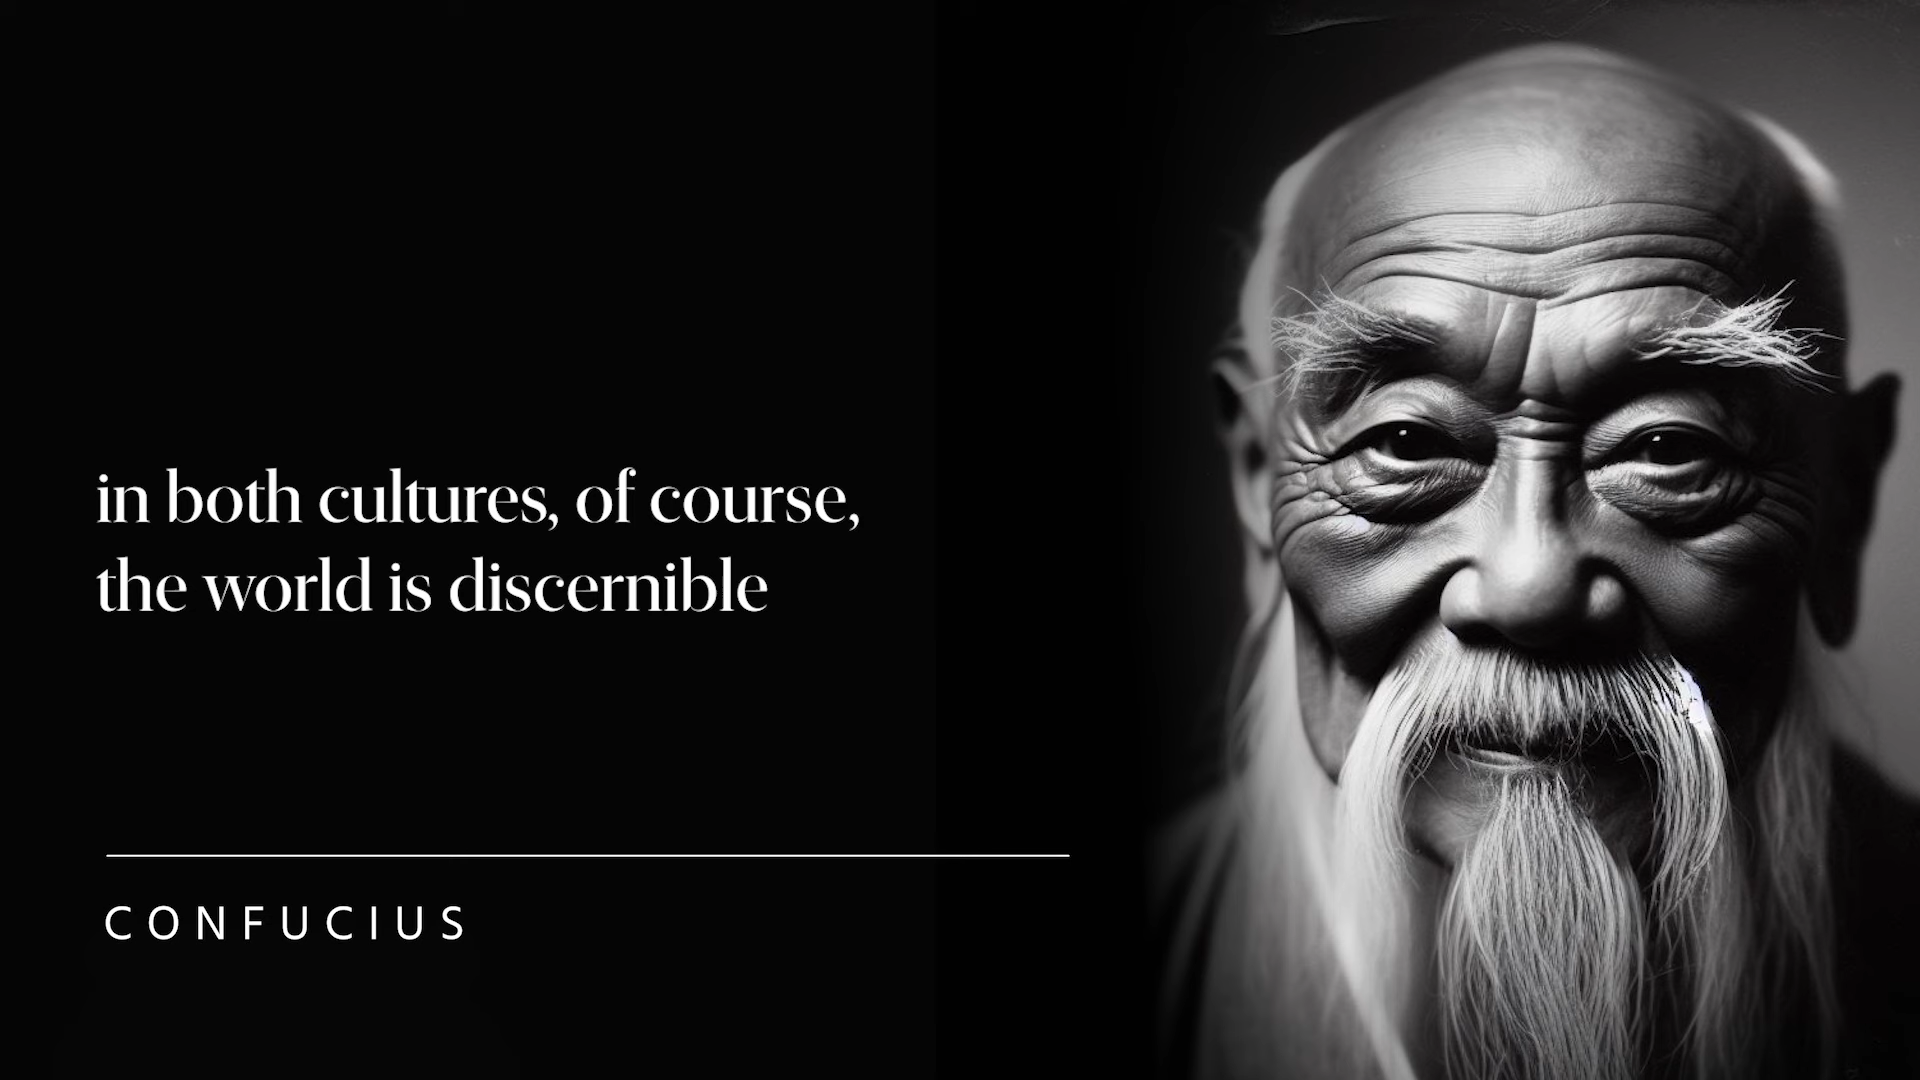 in both cultures, of course,
the world is discernible
CONFUCIUS